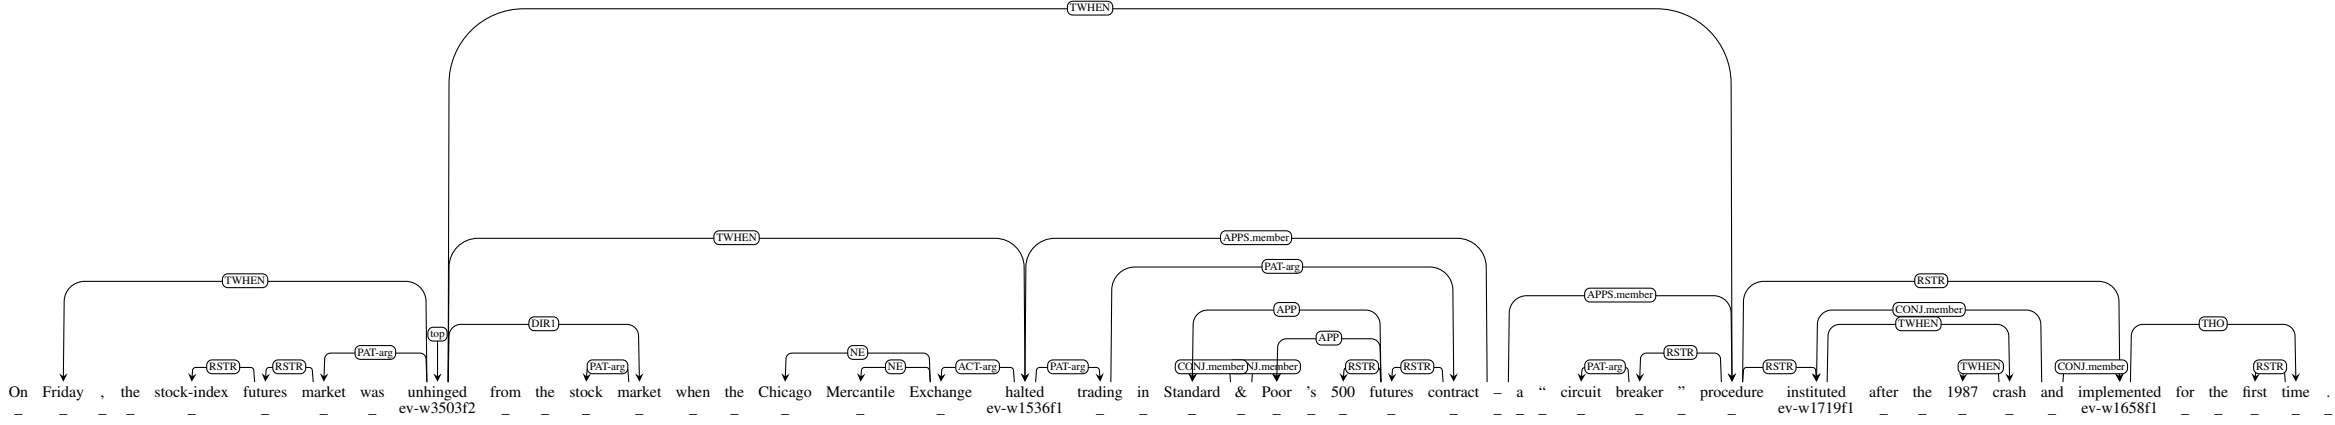 TWHEN
TWHEN APPS.member
PAT-arg
TWHEN RSTR
APPS.member
APP CONJ.member
DIR1 TWHEN THO
top
APP
PAT-arg NE RSTR
RSTR RSTR PAT-arg NE ACT-arg PAT-arg CONJ.member NJ.member RSTR RSTR PAT-arg RSTR TWHEN CONJ.member RSTR
On Friday , the stock-index futures market was unhinged from the stock market when the Chicago Mercantile Exchange halted trading in Standard & Poor 's 500 futures contract – a “ circuit breaker ” procedure instituted after the 1987 crash and implemented for the first time .
_ _ _ _ _ _ _ _ ev-w3503f2 _ _ _ _ _ _ _ _ _ ev-w1536f1 _ _ _ _ _ _ _ _ _ _ _ _ _ _ _ _ ev-w1719f1 _ _ _ _ _ ev-w1658f1 _ _ _ _ _